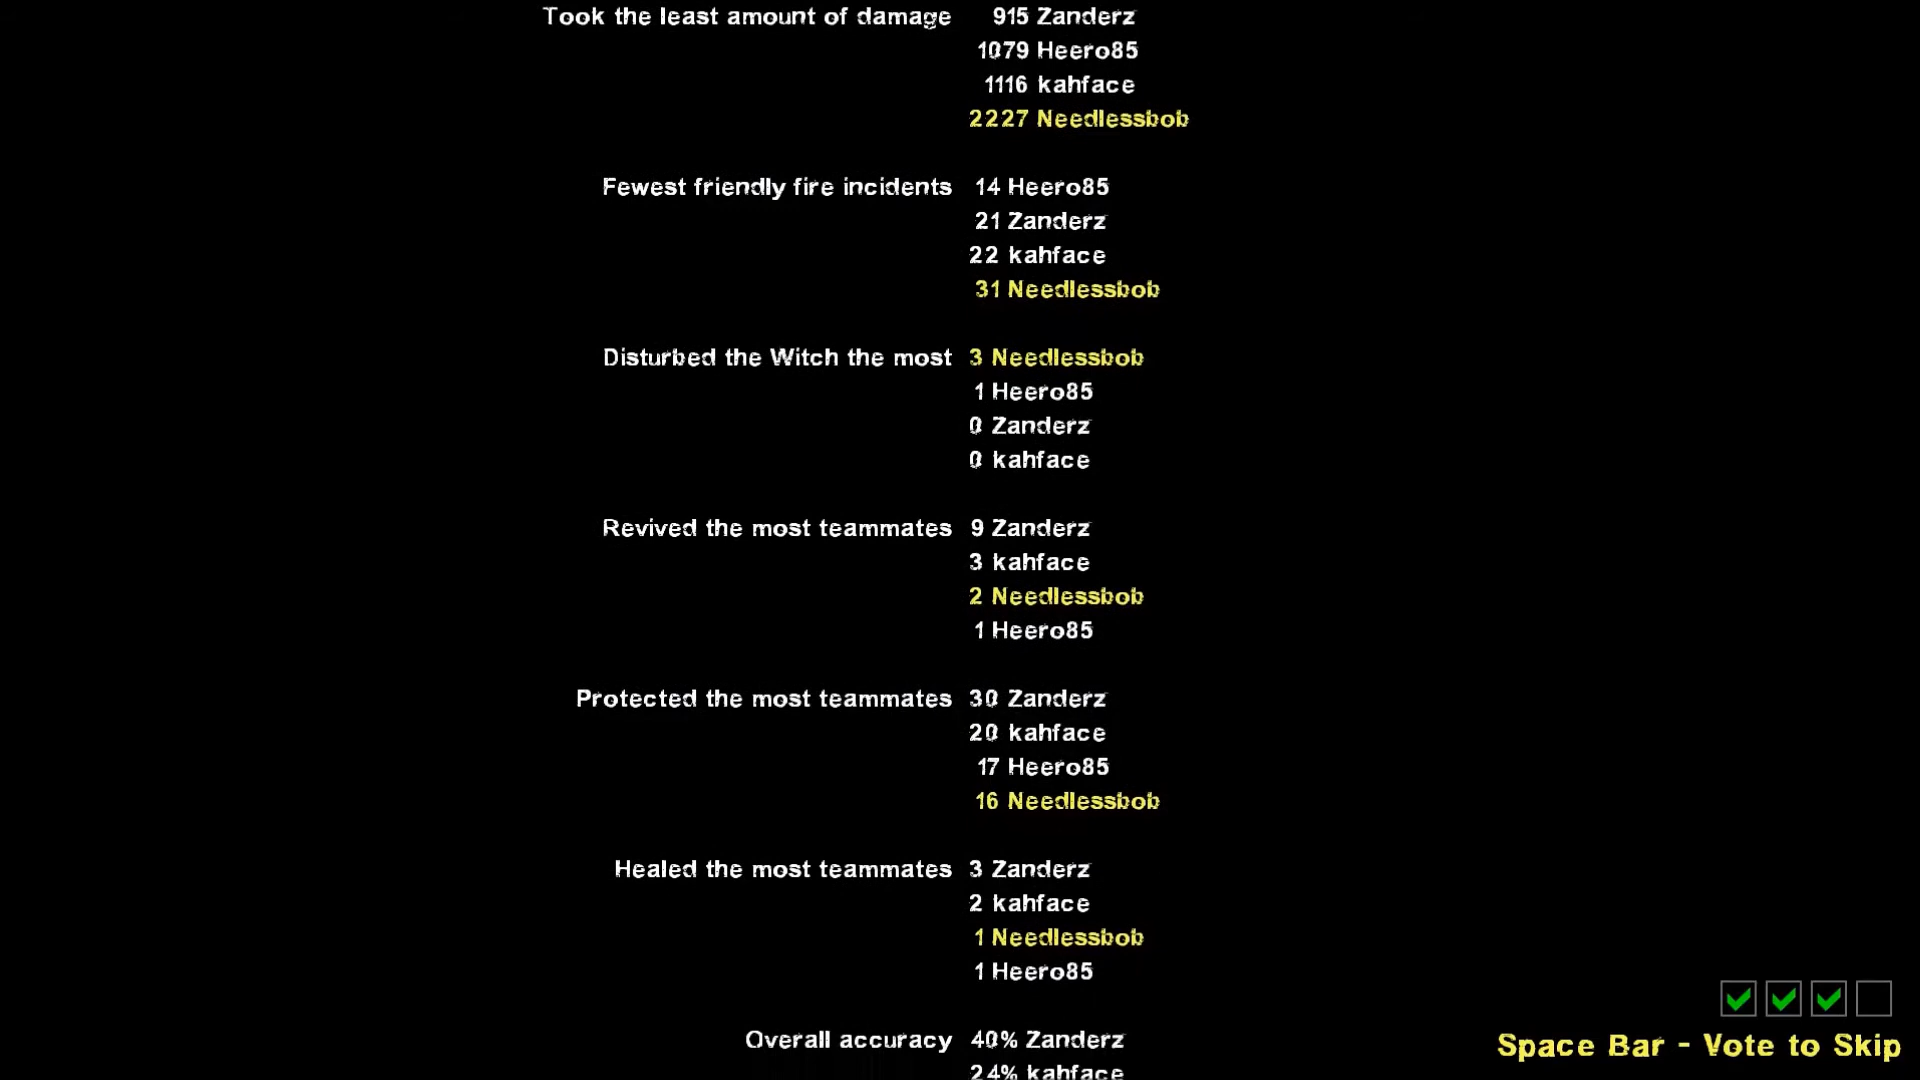 Took the least amount of damage 915 Zanderz
1079 Heero85
1116 kahface
2227 Needlessbob
Fewest friendly fire incidents 14 Heero85
21 Zanderz
22 kahface
31 Needlessbob
Disturbed the Witch the most 3 Needlessbob
1 Heero85
0 Zanderz
0 kahface
Revived the most teammates 9 Zanderz
3 kahface
2 Needlessbob
1 Heero85
Protected the most teammates 30 Zanderz
20 kahface
17 Heero85
16 Needlessbob
Healed the most teammates 3 Zanderz
2 kahface
1 Needlessbob
1 Heero85
Overall accuracy 40% Zanderz
24% kahface
Space Bar - Vote to Skip